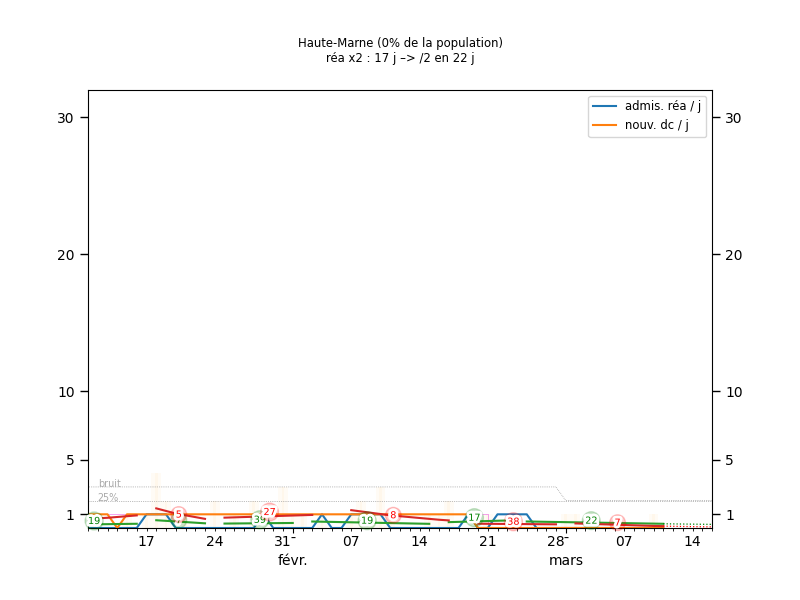 Haute-Marne (0% de la population)
réa x2 : 17 j –> /2 en 22 j
admis. réa / j
nouv. dc / j
30 30
20 20
10 10
5 5
bruit
25%
1 1
19 5 39 27 19 8 17 38 22 7
17 24 31- 07 14 21 28- 07 14
févr. mars